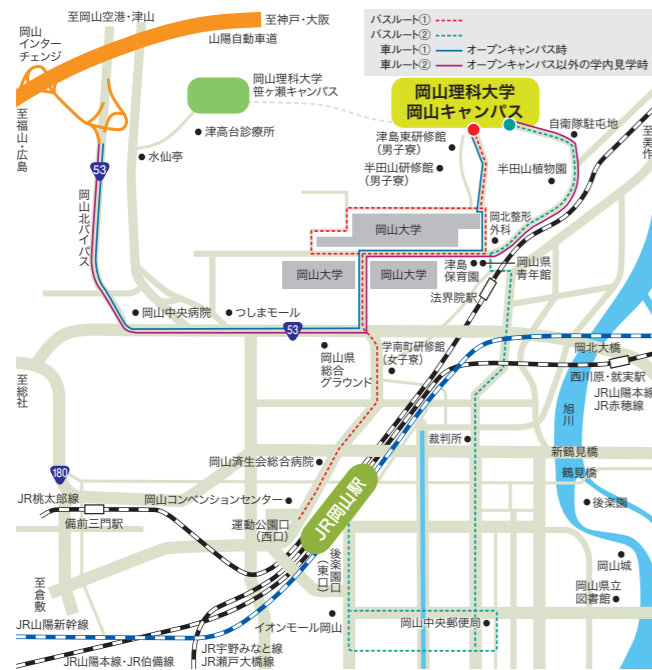 至岡山空港・津山
至神戸・大阪
岡山
インター
チェンジ
山陽自動車道
バスルート①
バスルート②
車ルート① オープンキャンパス時
車ルート② オープンキャンパス以外の学内見学時
岡山理科大学
笹ヶ瀬キャンパス
岡山理科大学
岡山キャンパス
至福山・広島
津高台診療所
水仙亭
津島東研修館
(男子寮)
半田山研修館
(男子寮)
自衛隊駐屯地
至美作
半田山植物園
53
岡山北バイパス
岡山大学
岡北整形
外科
岡山大学
岡山大学
津島
保育園
岡山県
青年館
法界院駅
岡山中央病院
つしまモール
53
岡山県
総合
グラウンド
学南町研修館
(女子寮)
岡北大橋
西川原・就実駅
JR山陽本線
JR赤穂線
至総社
旭川
裁判所
新鶴見橋
鶴見橋
岡山済生会総合病院
180
JR桃太郎線
備前三門駅
岡山コンベンションセンター
運動公園口
(西口)
JR岡山駅
後楽園口
(東口)
後楽園
岡山城
岡山県立
図書館
至倉敷
JR山陽新幹線
イオンモール岡山
岡山中央郵便局
JR山陽本線・JR伯備線
JR宇野みなと線
JR瀬戸大橋線